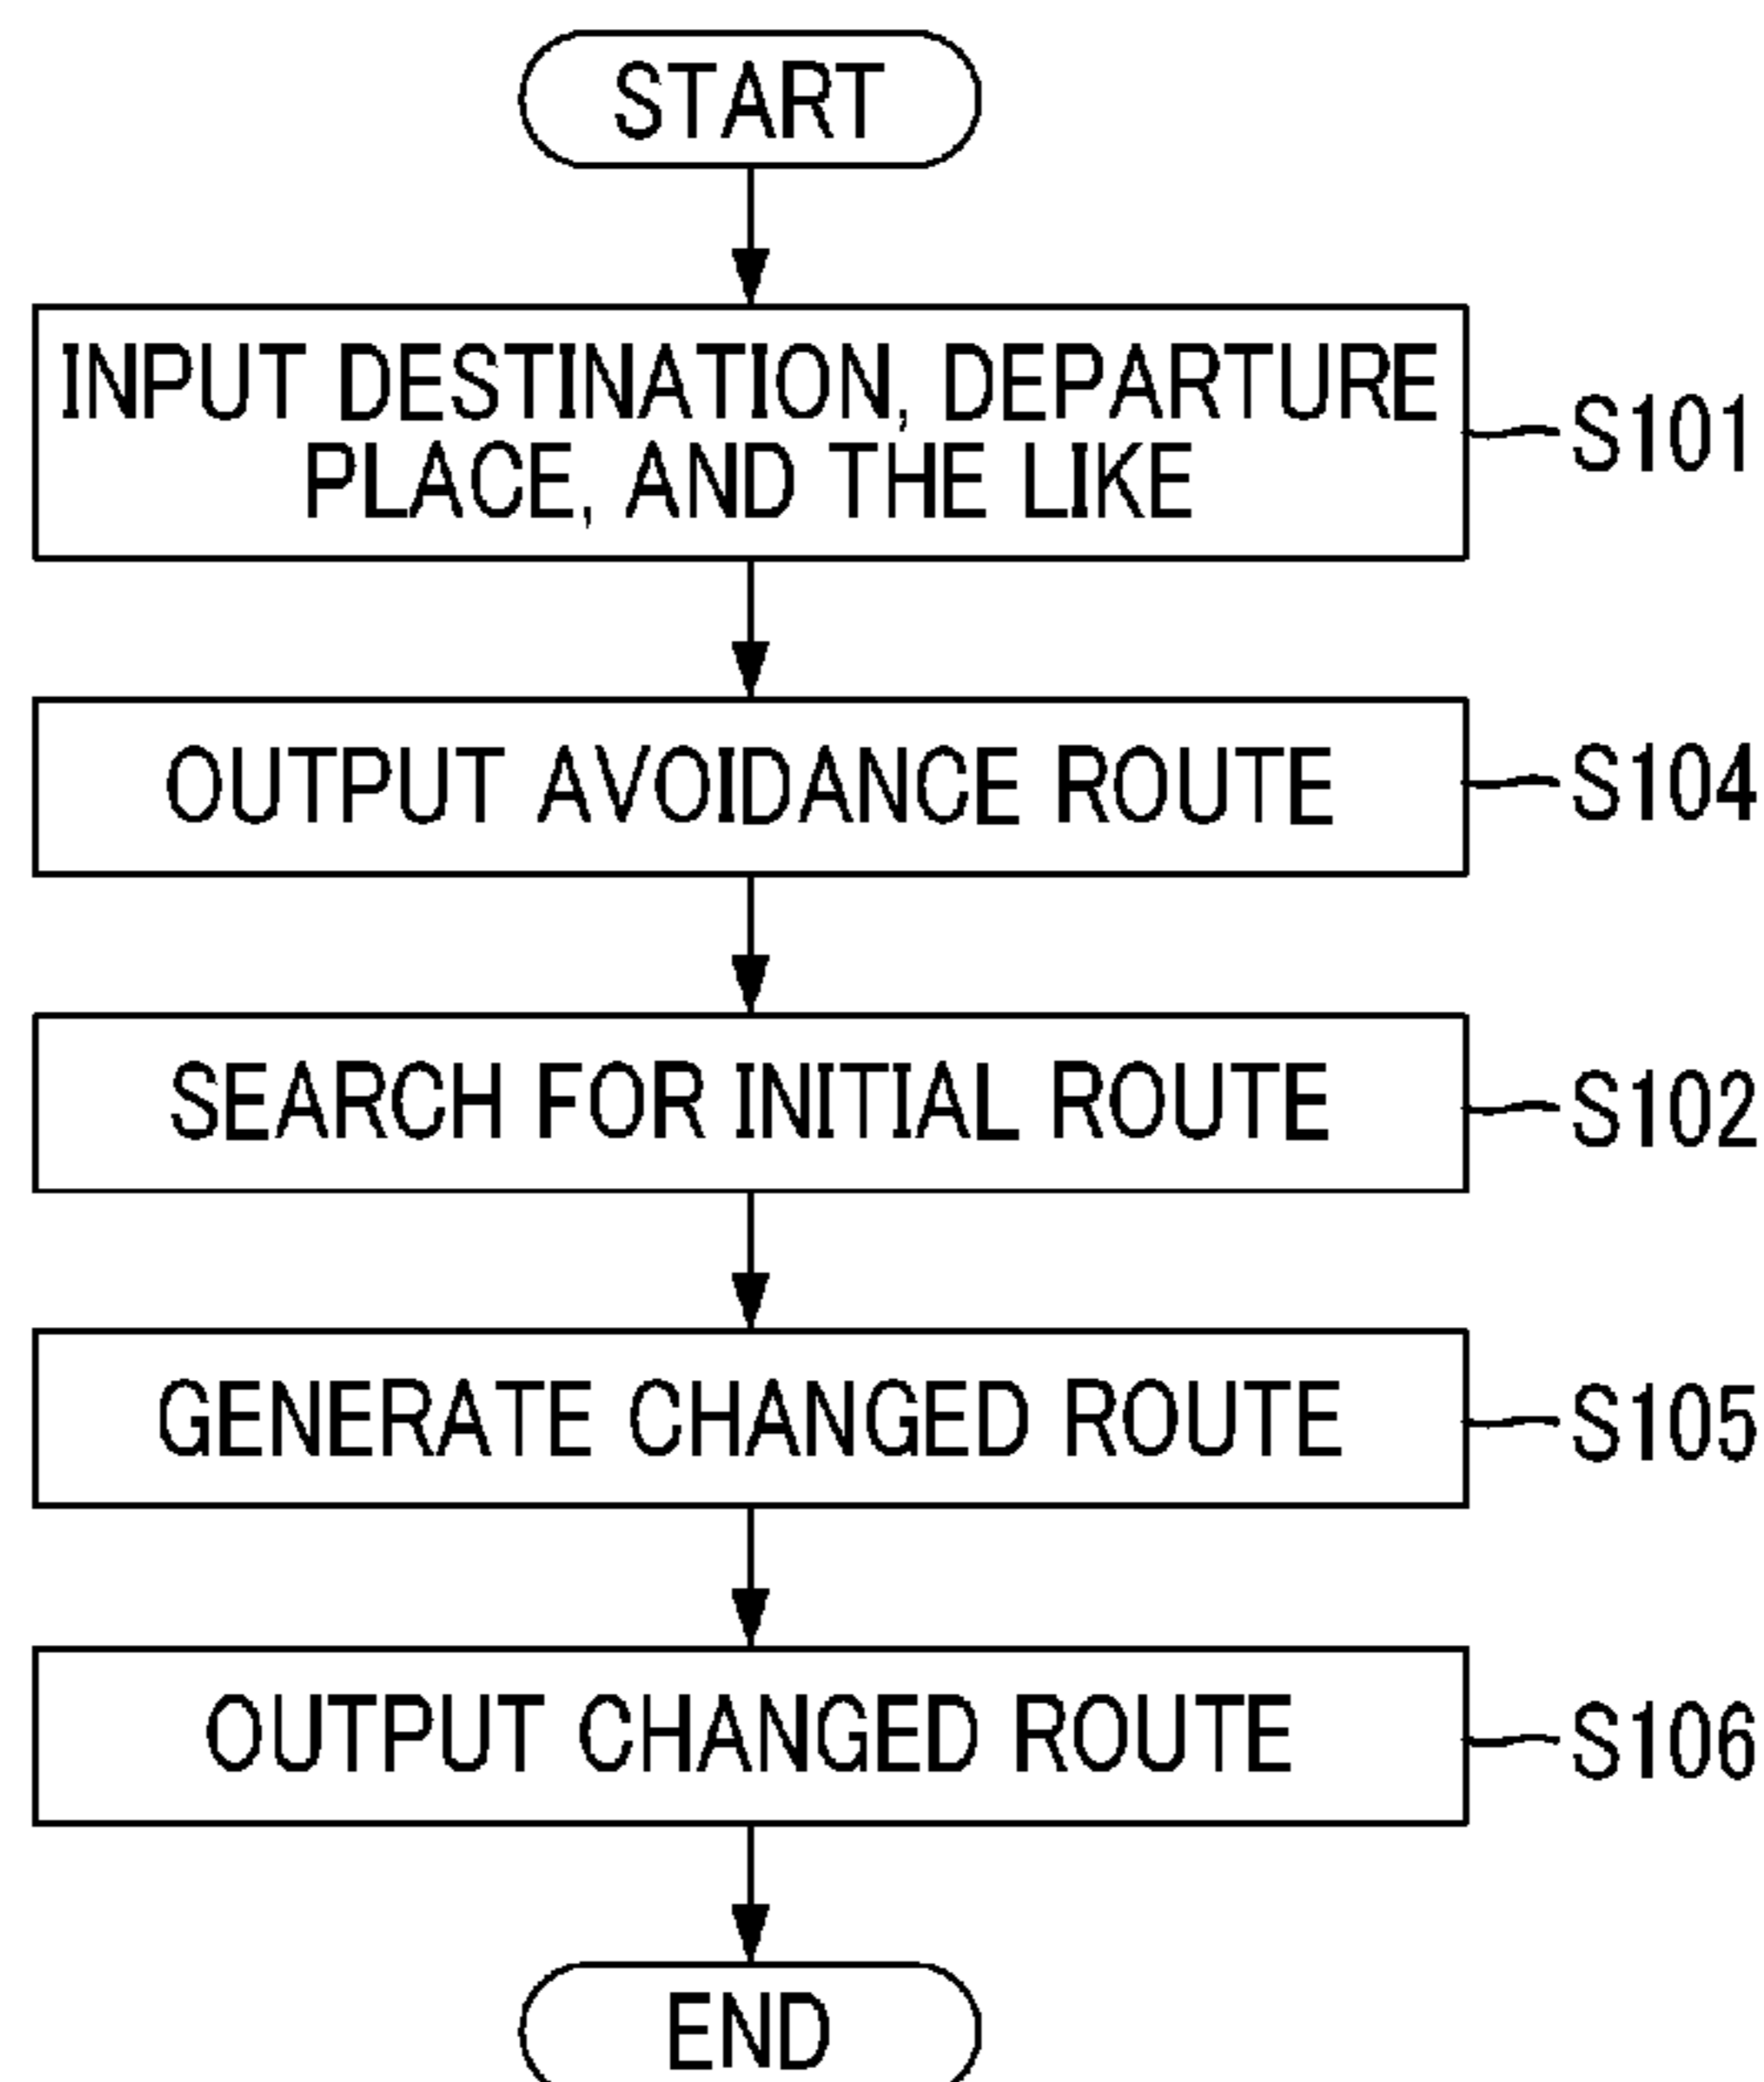 START
INPUT DESTINATION, DEPARTURE
PLACE, AND THE LIKE
S101
OUTPUT AVOIDANCE ROUTE
S104
SEARCH FOR INITIAL ROUTE
S102
GENERATE CHANGED ROUTE
S105
OUTPUT CHANGED ROUTE
S106
END